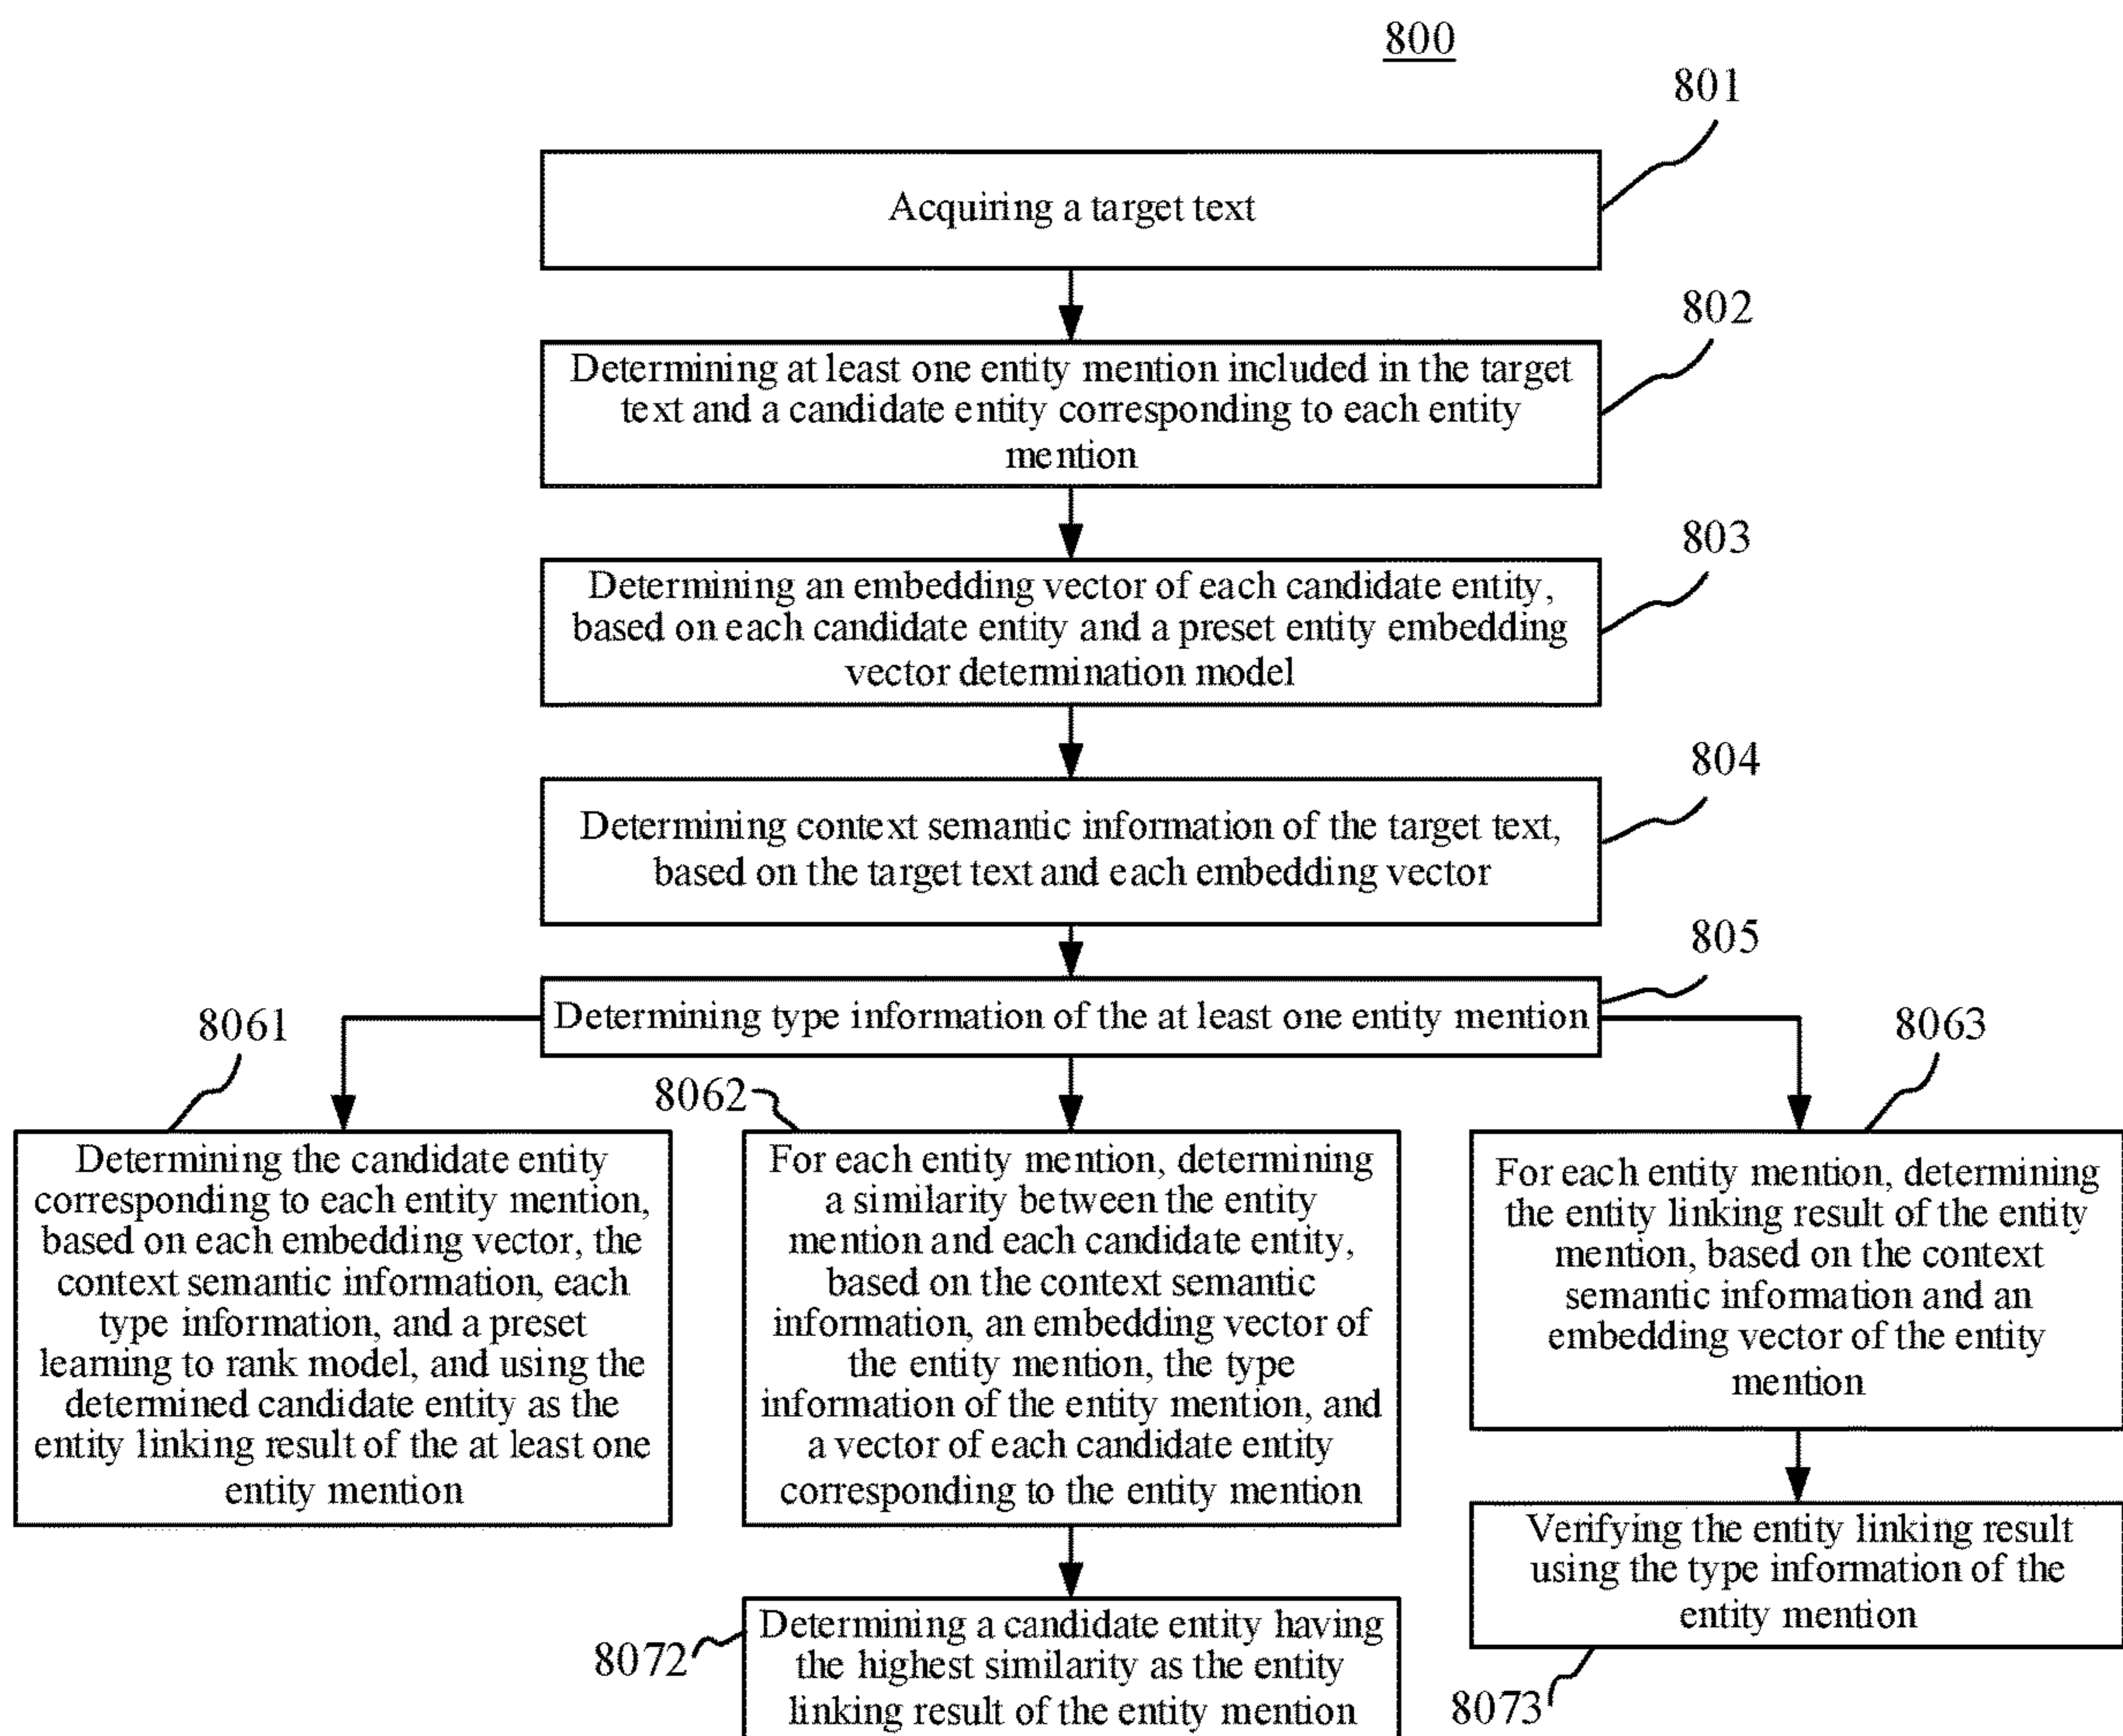 800
801
Acquiring a target text
802
Determining at least one entity mention included in the target
text and a candidate entity corresponding to each entity
mention
803
Determining an embedding vector of each candidate entity,
based on each candidate entity and a preset entity embedding
vector determination model
804
Determining context semantic information of the target text,
based on the target text and each embedding vector
805
Determining type information of the at least one entity mention
8061
Determining the candidate entity
corresponding to each entity mention,
based on each embedding vector, the
context semantic information, each
type information, and a preset
learning to rank model, and using the
determined candidate entity as the
entity linking result of the at least one
entity mention
8062
For each entity mention, determining
a similarity between the entity
mention and each candidate entity,
based on the context semantic
information, an embedding vector of
the entity mention, the type
information of the entity mention, and
a vector of each candidate entity
corresponding to the entity mention
8072
Determining a candidate entity having
the highest similarity as the entity
linking result of the entity mention
8063
For each entity mention, determining
the entity linking result of the entity
mention, based on the context
semantic information and an
embedding vector of the entity
mention
Verifying the entity linking result
using the type information of the
entity mention
8073